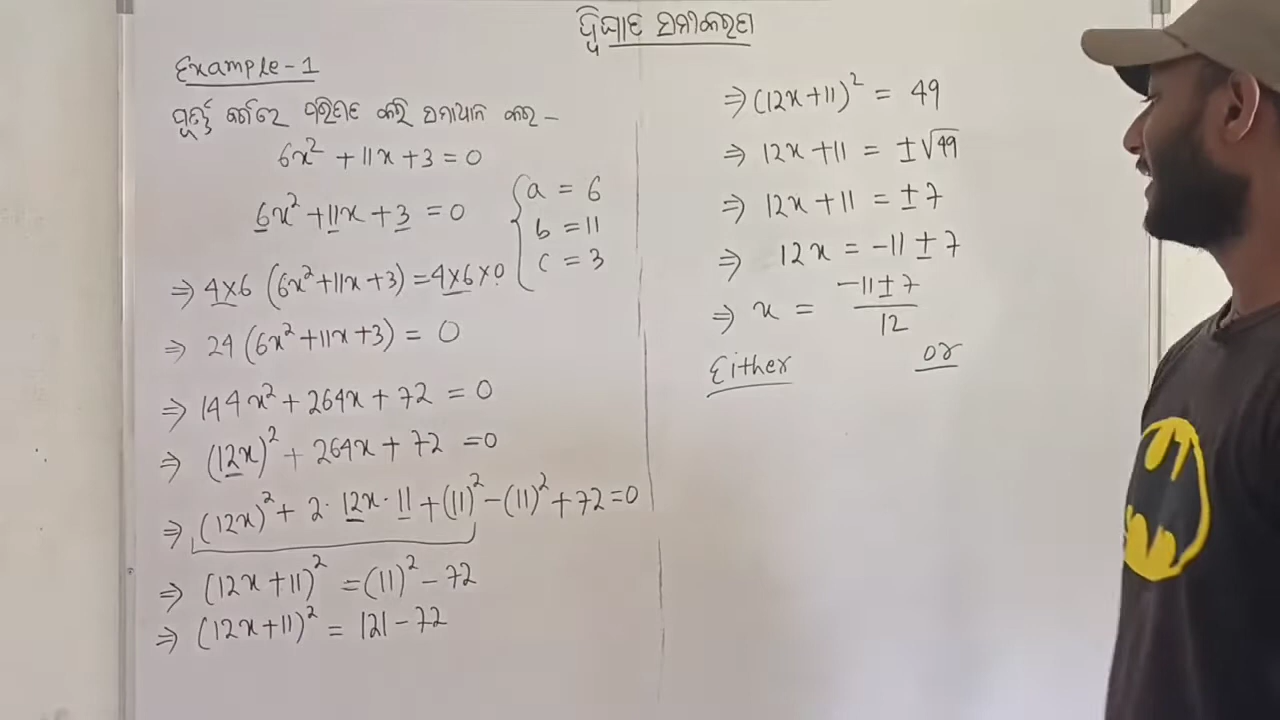 ଦ୍ୱିଘାତ ସମୀକରଣ
Example-1
ପୂର୍ଣ୍ଣ ବର୍ଗରେ ପରିଣତ କରି ସମାଧାନ କର –
6x² + 11x + 3 = 0
6x² + 11x + 3 = 0
{ a = 6
b = 11
c = 3
⇒ 4×6 (6x² + 11x + 3) = 4×6×0
⇒ 24 (6x² + 11x + 3) = 0
⇒ 144x² + 264x + 72 = 0
⇒ (12x)² + 264x + 72 = 0
⇒ (12x)² + 2· 12x · 11 + (11)² – (11)² + 72 = 0
⇒ (12x + 11)² = (11)² – 72
⇒ (12x + 11)² = 121 – 72
⇒ (12x + 11)² = 49
⇒ 12x + 11 = ±√49
⇒ 12x + 11 = ± 7
⇒ 12x = –11 ± 7
⇒ x = (–11 ± 7)/12
Either or